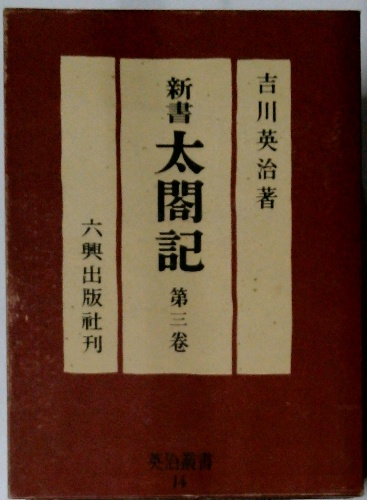 吉川英治著
新書
太閤記
第三巻
六興出版社刊
英治叢書
14